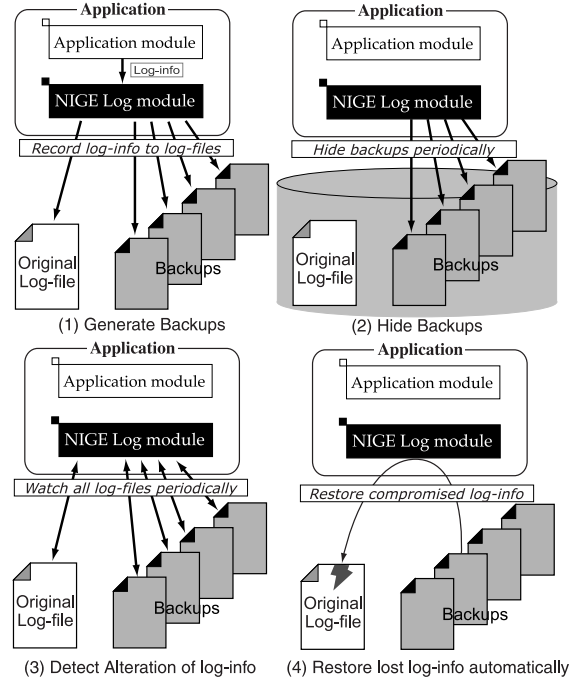 Application
Application module
Log-info
NIGE Log module
Record log-info to log-files
Original
Log-file
Backups
(1) Generate Backups
Application
Application module
NIGE Log module
Hide backups periodically
Original
Log-file
Backups
(2) Hide Backups
Application
Application module
NIGE Log module
Watch all log-files periodically
Original
Log-file
Backups
(3) Detect Alteration of log-info
Application
Application module
NIGE Log module
Restore compromised log-info
Original
Log-file
Backups
(4) Restore lost log-info automatically